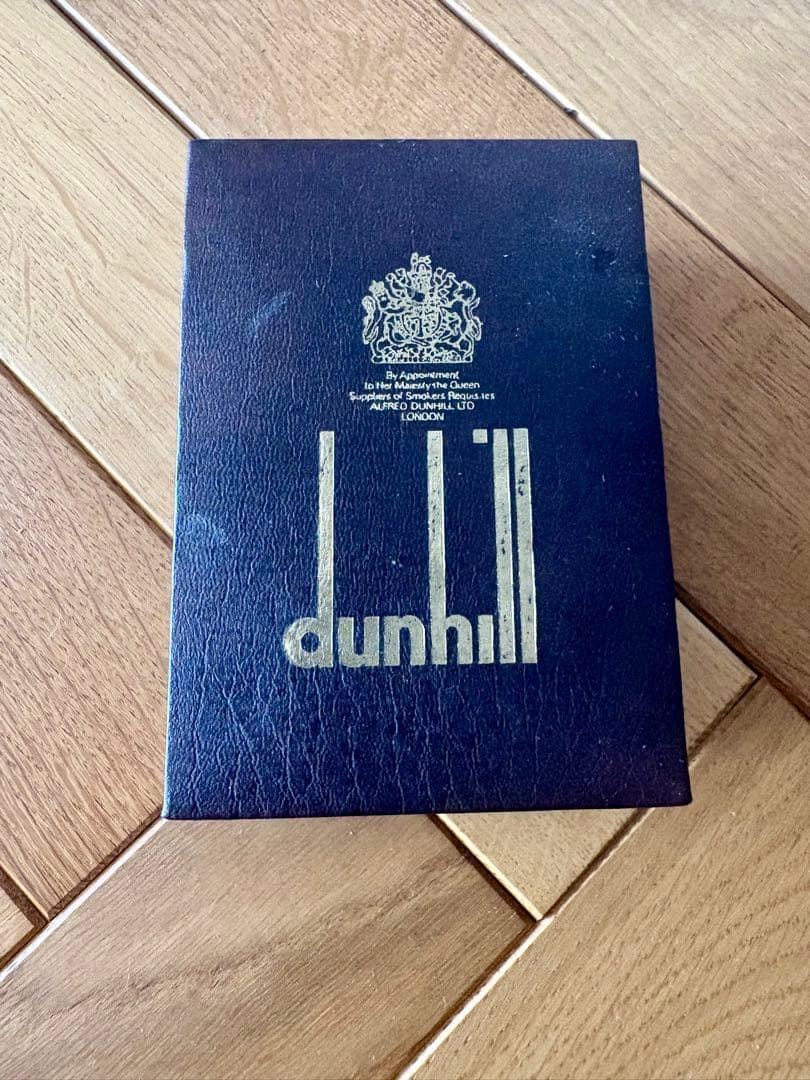 By Appointment
to Her Majesty the Queen
Suppliers of Smokers Requisites
ALFRED DUNHILL LTD
LONDON
dunhill